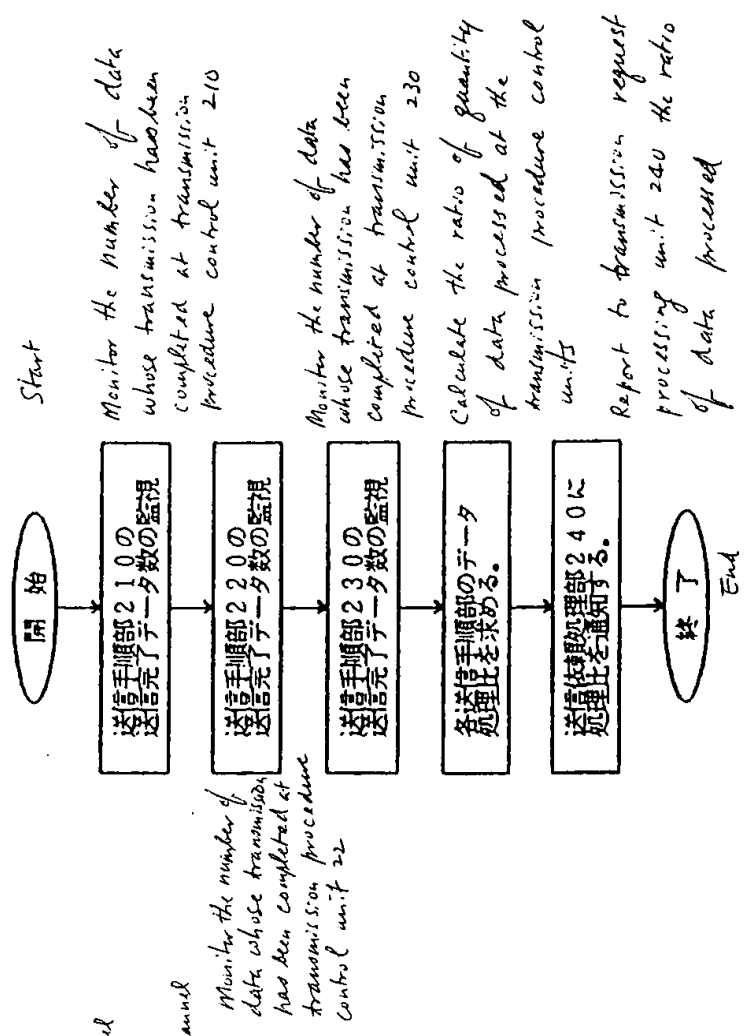 Start
開 始
Monitor the number of data
whose transmission has been
completed at transmission
procedure control unit 210
送信手順部210の
送信完了データ数の監視
送信手順部220の
送信完了データ数の監視
Monitor the number of
data whose transmission
has been completed at
transmission procedure
control unit 22
Monitor the number of data
whose transmission has been
completed at transmission
procedure control unit 230
送信手順部230の
送信完了データ数の監視
Calculate the ratio of quantity
of data processed at the
transmission procedure control
units
各送信手順部のデータ
処理比を求める。
Report to transmission request
processing unit 240 the ratio
of data processed
送信依頼処理部240に
処理比を通知する。
終 了
End
el
annel